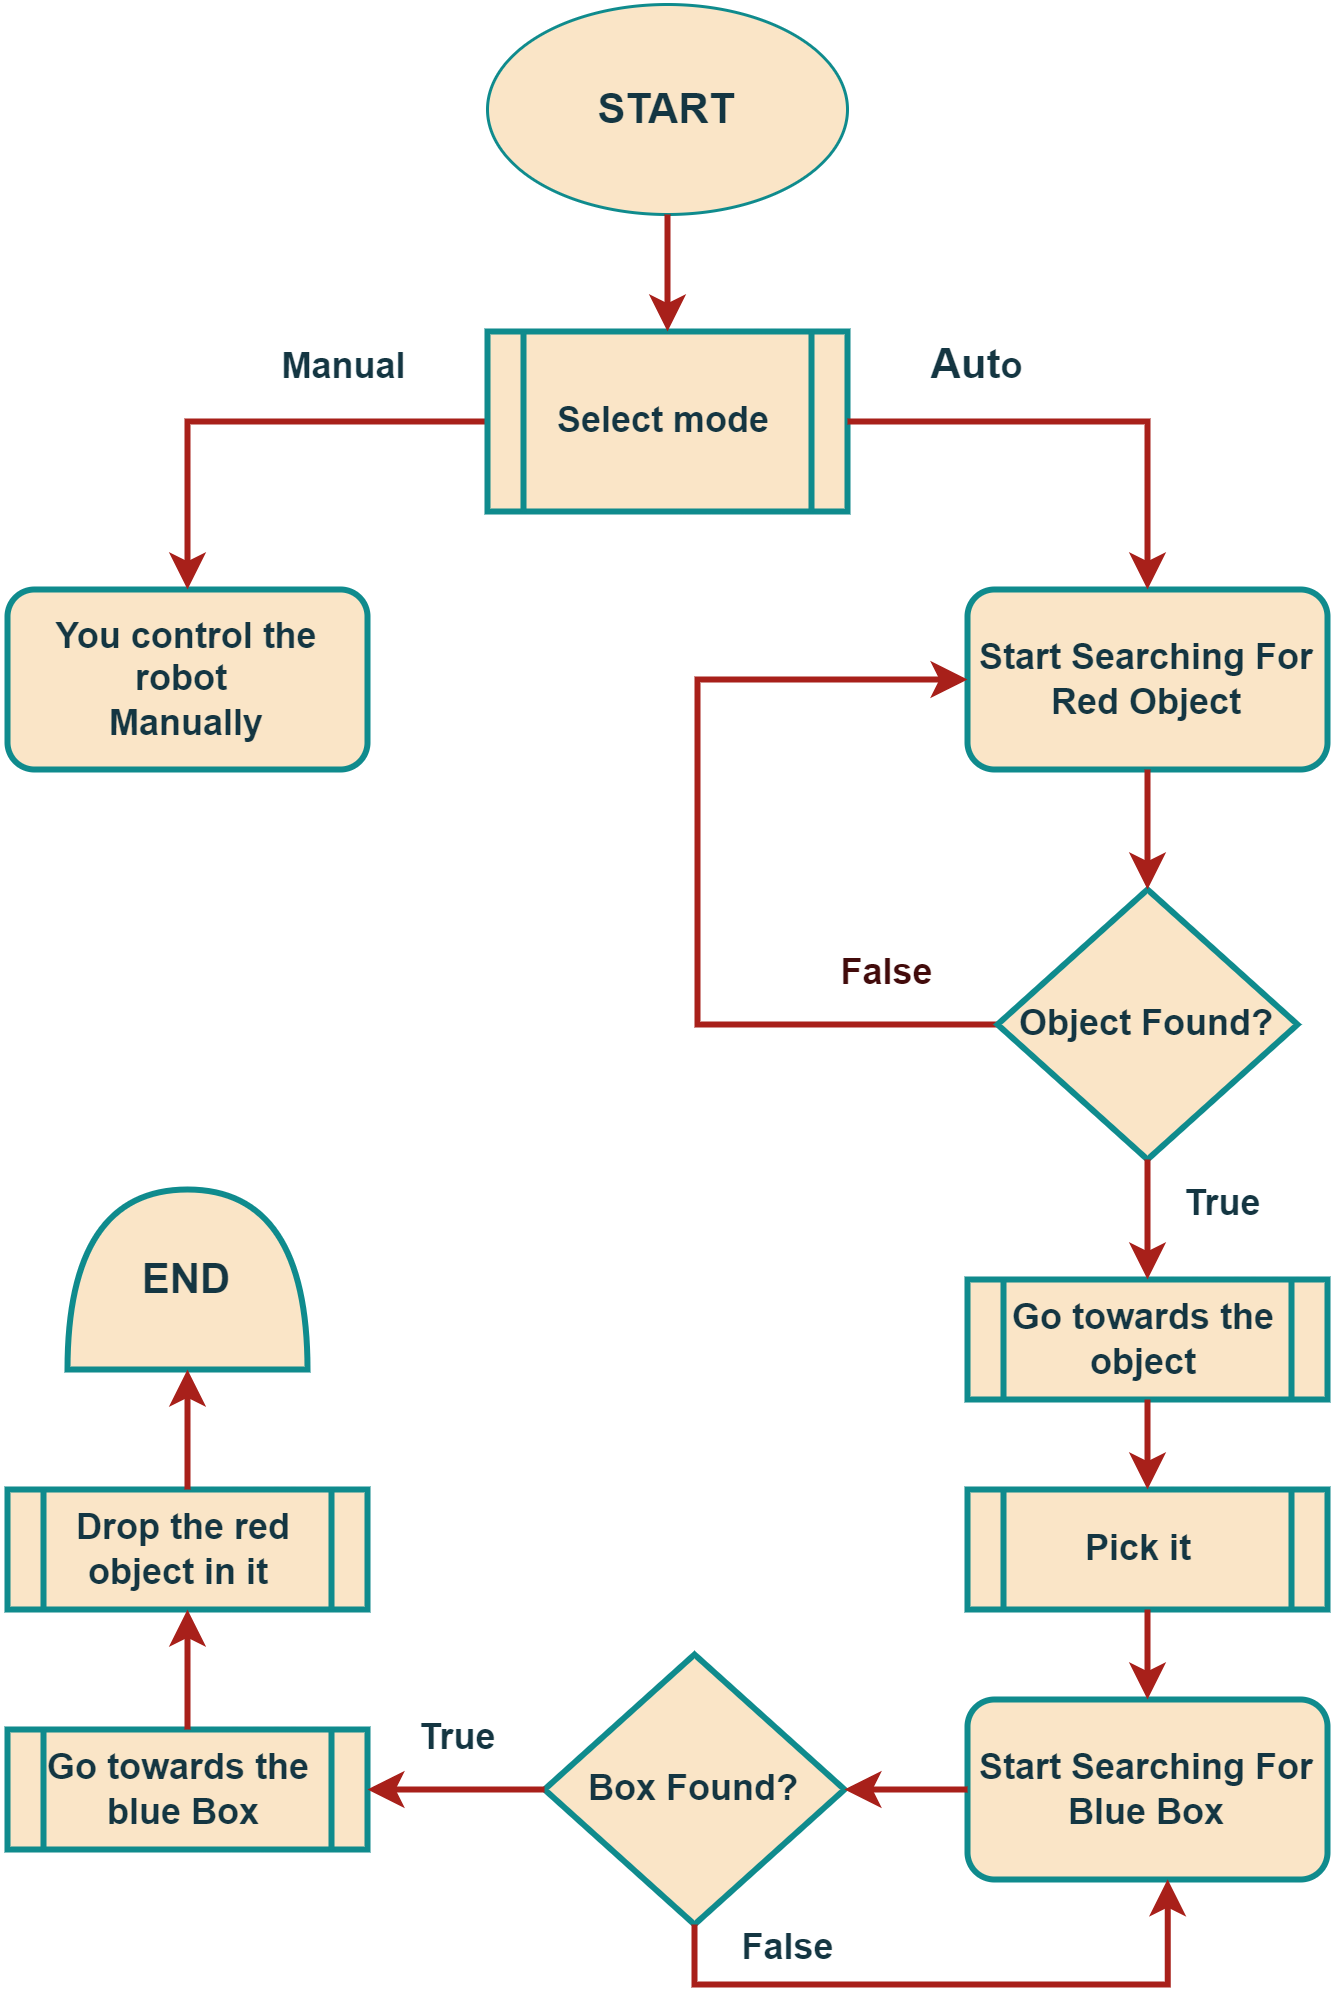 START
Manual
Auto
Select mode
You control the
robot
Manually
Start Searching For
Red Object
False
Object Found?
True
END
Go towards the
object
Drop the red
object in it
Pick it
True
Go towards the
blue Box
Box Found?
Start Searching For
Blue Box
False